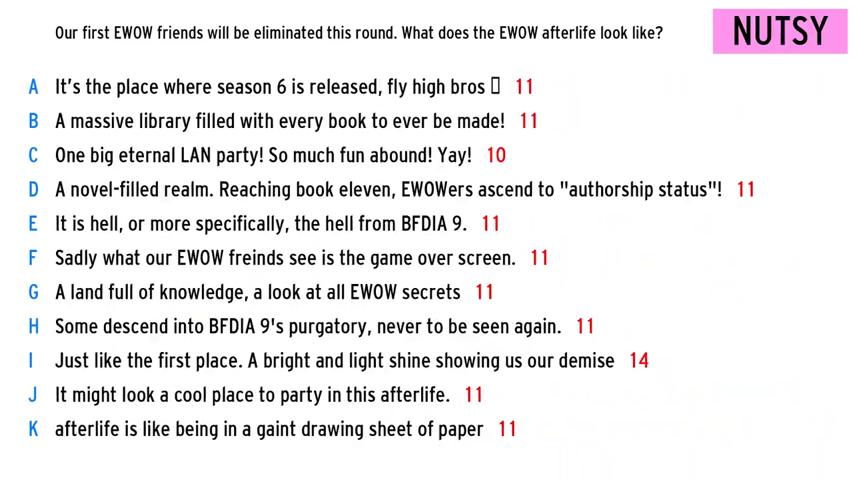 Our first EWOW friends will be eliminated this round. What does the EWOW afterlife look like?
NUTSY
A It's the place where season 6 is released, fly high bros 11
B A massive library filled with every book to ever be made! 11
C One big eternal LAN party! So much fun abound! Yay! 10
D A novel-filled realm. Reaching book eleven, EWOWers ascend to "authorship status"! 11
E It is hell, or more specifically, the hell from BFDIA 9. 11
F Sadly what our EWOW freinds see is the game over screen. 11
G A land full of knowledge, a look at all EWOW secrets 11
H Some descend into BFDIA 9's purgatory, never to be seen again. 11
I Just like the first place. A bright and light shine showing us our demise 14
J It might look a cool place to party in this afterlife. 11
K afterlife is like being in a gaint drawing sheet of paper 11